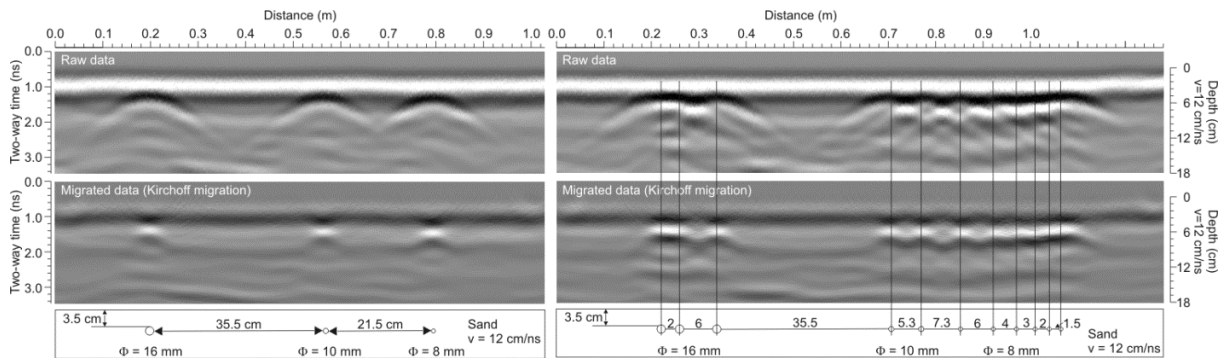 Distance (m)
0.0 0.1 0.2 0.3 0.4 0.5 0.6 0.7 0.8 0.9 1.0
Two-way time (ns)
0.0
1.0
2.0
3.0
Raw data
Two-way time (ns)
0.0
1.0
2.0
3.0
Migrated data (Kirchoff migration)
3.5 cm
35.5 cm
21.5 cm
Sand
v = 12 cm/ns
Φ = 16 mm
Φ = 10 mm
Φ = 8 mm
Distance (m)
0.0 0.1 0.2 0.3 0.4 0.5 0.6 0.7 0.8 0.9 1.0
Raw data
0
6
12
18
Depth (cm)
v=12 cm/ns
Migrated data (Kirchoff migration)
0
6
12
18
Depth (cm)
v=12 cm/ns
3.5 cm
2 6 35.5 5.3 7.3 6 4 3 2 1.5
Sand
v = 12 cm/ns
Φ = 16 mm
Φ = 10 mm
Φ = 8 mm